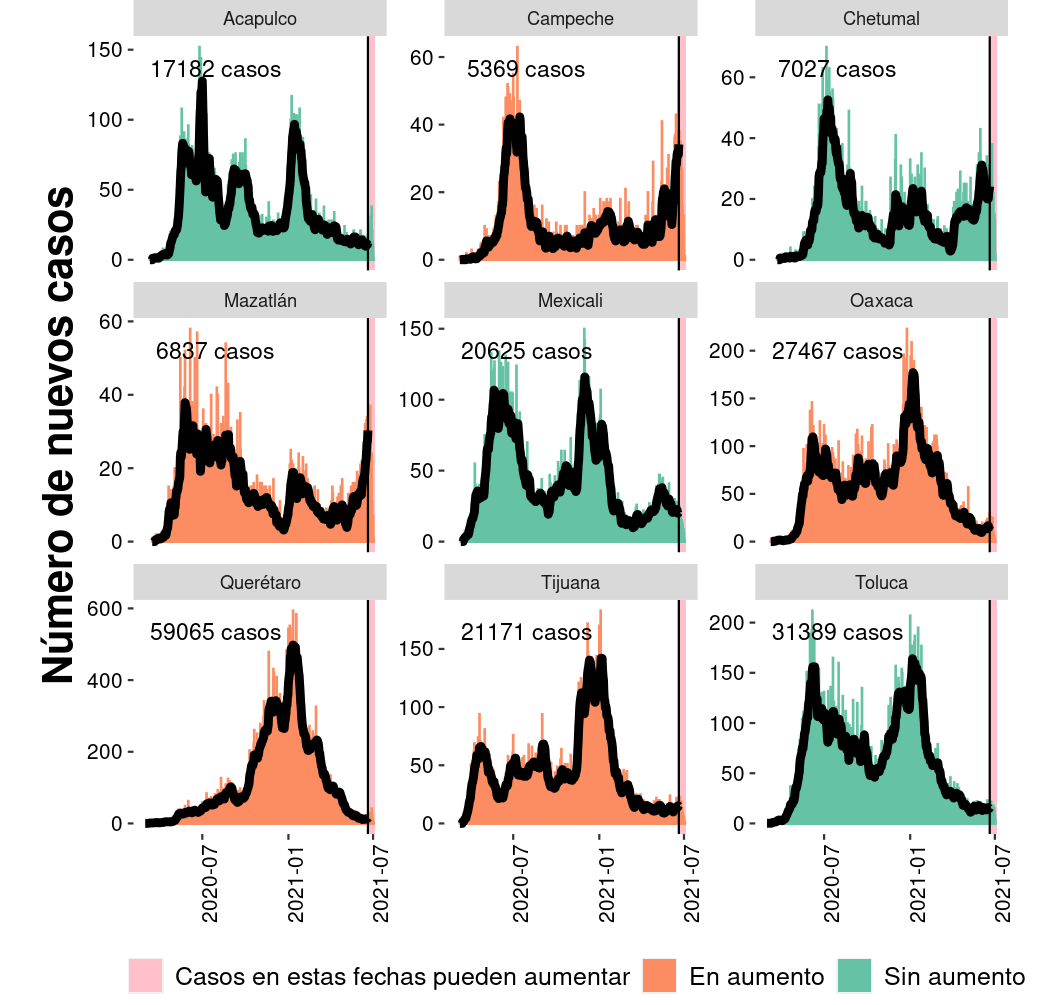 Número de nuevos casos
Acapulco
Campeche
Chetumal
150
100
50
0
17182 casos
60
40
20
0
5369 casos
60
40
20
0
7027 casos
Mazatlán
Mexicali
Oaxaca
60
40
20
0
6837 casos
150
100
50
0
20625 casos
200
150
100
50
0
27467 casos
Querétaro
Tijuana
Toluca
600
400
200
0
59065 casos
150
100
50
0
21171 casos
200
150
100
50
0
31389 casos
2020-07
2021-01
2021-07
2020-07
2021-01
2021-07
2020-07
2021-01
2021-07
Casos en estas fechas pueden aumentar
En aumento
Sin aumento